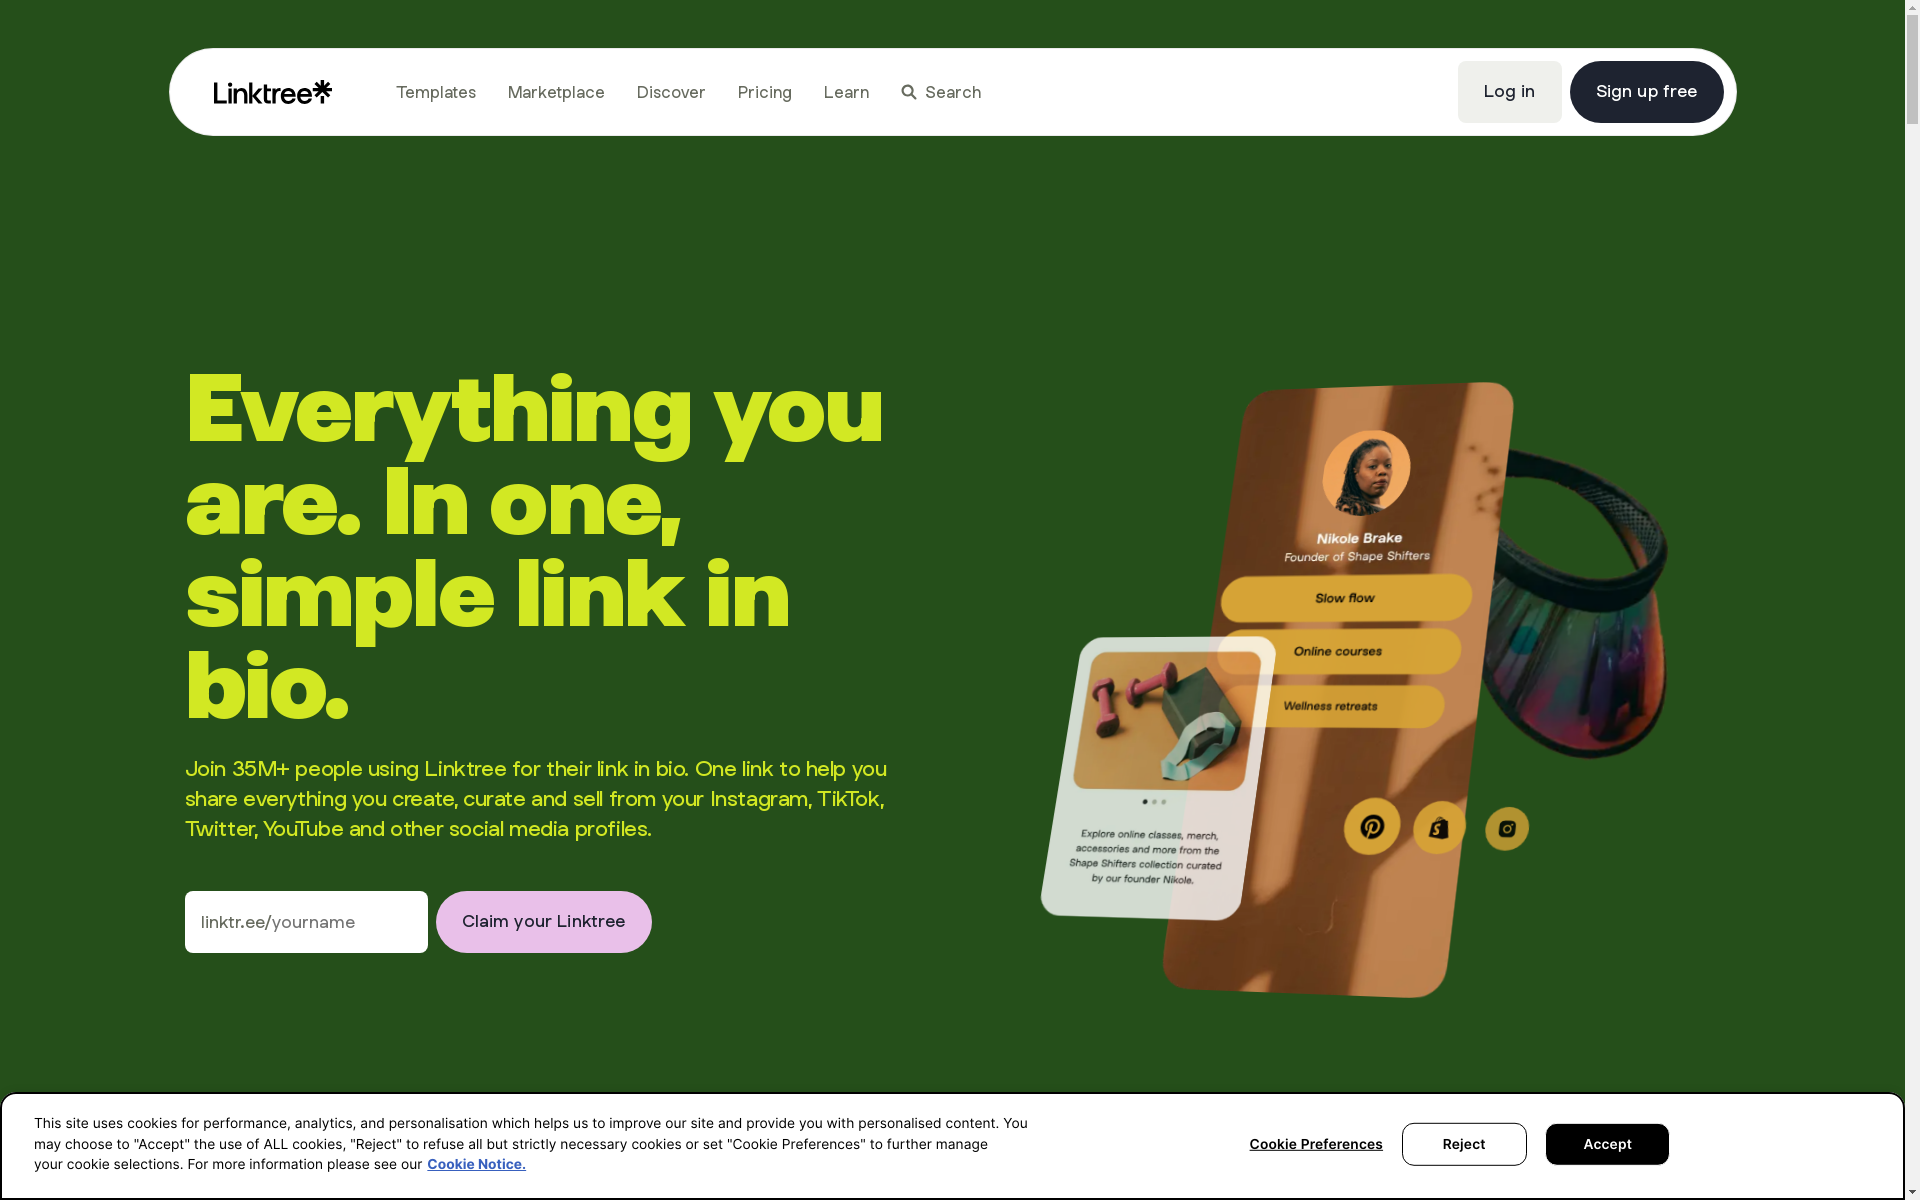 Linktree
Templates
Marketplace
Discover
Pricing
Learn
Search
Log in
Sign up free
Everything you
are. In one,
simple link in
bio.
Join 35M+ people using Linktree for their link in bio. One link to help you
share everything you create, curate and sell from your Instagram, TikTok,
Twitter, YouTube and other social media profiles.
linktr.ee/yourname
Claim your Linktree
Nikole Brake
Founder of Shape Shifters
Slow flow
Online courses
Wellness retreats
Explore online classes, merch,
accessories and more from the
Shape Shifters collection curated
by our founder Nikole.
This site uses cookies for performance, analytics, and personalisation which helps us to improve our site and provide you with personalised content. You
may choose to "Accept" the use of ALL cookies, "Reject" to refuse all but strictly necessary cookies or set "Cookie Preferences" to further manage
your cookie selections. For more information please see our Cookie Notice.
Cookie Preferences
Reject
Accept